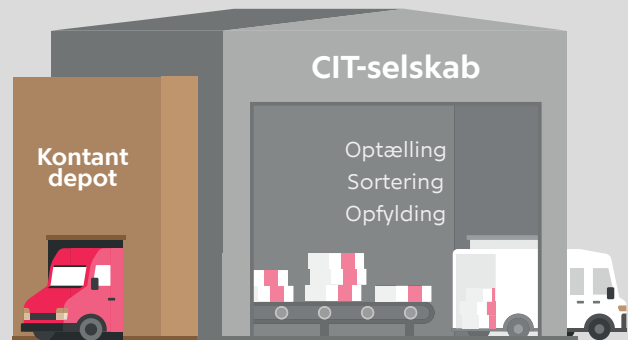 CIT-selskab
Kontant
depot
Optælling
Sortering
Opfylding